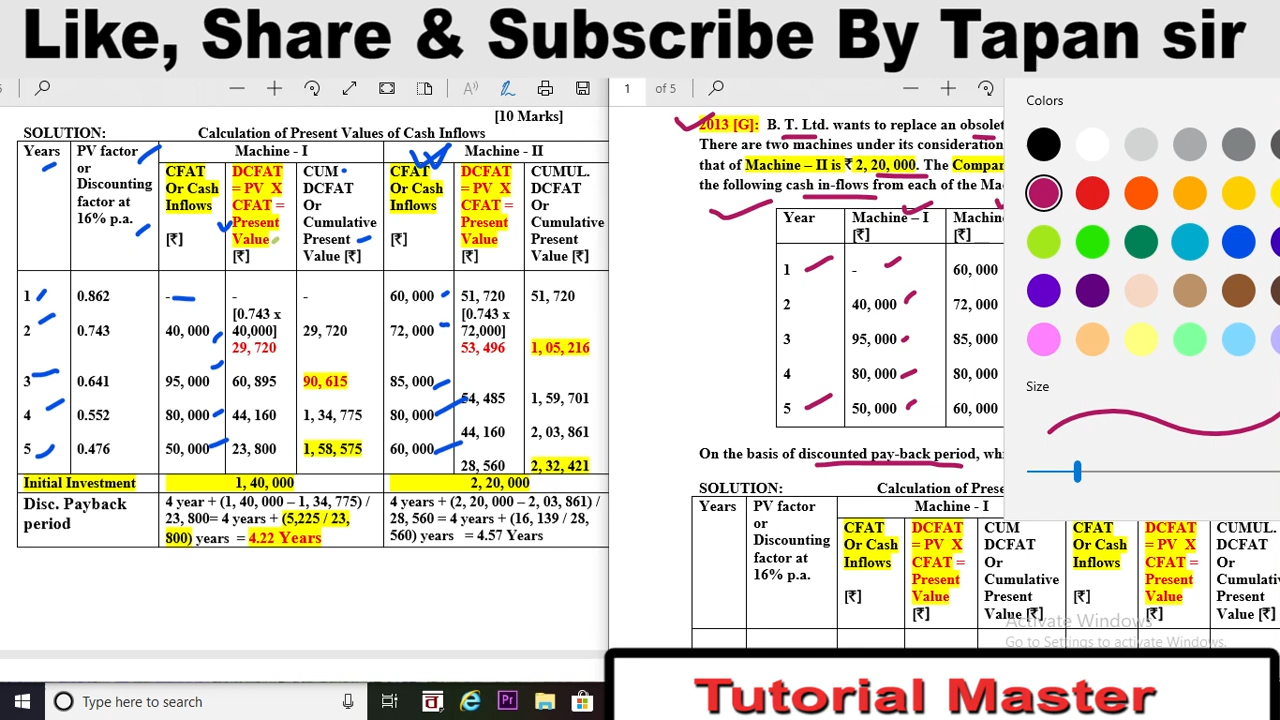 Like, Share & Subscribe By Tapan sir
[10 Marks]
SOLUTION: Calculation of Present Values of Cash Inflows
Years PV factor or Discounting factor at 16% p.a. Machine - I Machine - II
CFAT Or Cash Inflows [₹] DCFAT = PV X CFAT = Present Value [₹] CUM DCFAT Or Cumulative Present Value [₹] CFAT Or Cash Inflows [₹] DCFAT = PV X CFAT = Present Value [₹] CUMUL. DCFAT Or Cumulative Present Value [₹]
1 0.862 - - - 60, 000 51, 720 51, 720
2 0.743 40, 000 [0.743 x 40,000] 29, 720 29, 720 72, 000 [0.743 x 72,000] 53, 496 1, 05, 216
3 0.641 95, 000 60, 895 90, 615 85, 000 54, 485 1, 59, 701
4 0.552 80, 000 44, 160 1, 34, 775 80, 000 44, 160 2, 03, 861
5 0.476 50, 000 23, 800 1, 58, 575 60, 000 28, 560 2, 32, 421
Initial Investment 1, 40, 000 2, 20, 000
Disc. Payback period 4 year + (1, 40, 000 – 1, 34, 775) / 23, 800= 4 years + (5,225 / 23, 800) years = 4.22 Years 4 years + (2, 20, 000 – 2, 03, 861) / 28, 560 = 4 years + (16, 139 / 28, 560) years = 4.57 Years
Type here to search
1 of 5
2013 [G]: B. T. Ltd. wants to replace an obsolet
There are two machines under its consideration
that of Machine – II is ₹ 2, 20, 000. The Compan
the following cash in-flows from each of the Ma
Year Machine – I [₹] Machin [₹]
1 - 60, 000
2 40, 000 72, 000
3 95, 000 85, 000
4 80, 000 80, 000
5 50, 000 60, 000
On the basis of discounted pay-back period, whi
SOLUTION: Calculation of Prese
Years PV factor or Discounting factor at 16% p.a. Machine - I
CFAT Or Cash Inflows [₹] DCFAT = PV X CFAT = Present Value [₹] CUM DCFAT Or Cumulative Present Value [₹] CFAT Or Cash Inflows [₹] DCFAT = PV X CFAT = Present Value [₹] CUMUL. DCFAT Or Cumulati Present Value [₹]
Colors
Size
Activate Windows
Go to Settings to activate Windows.
Tutorial Master